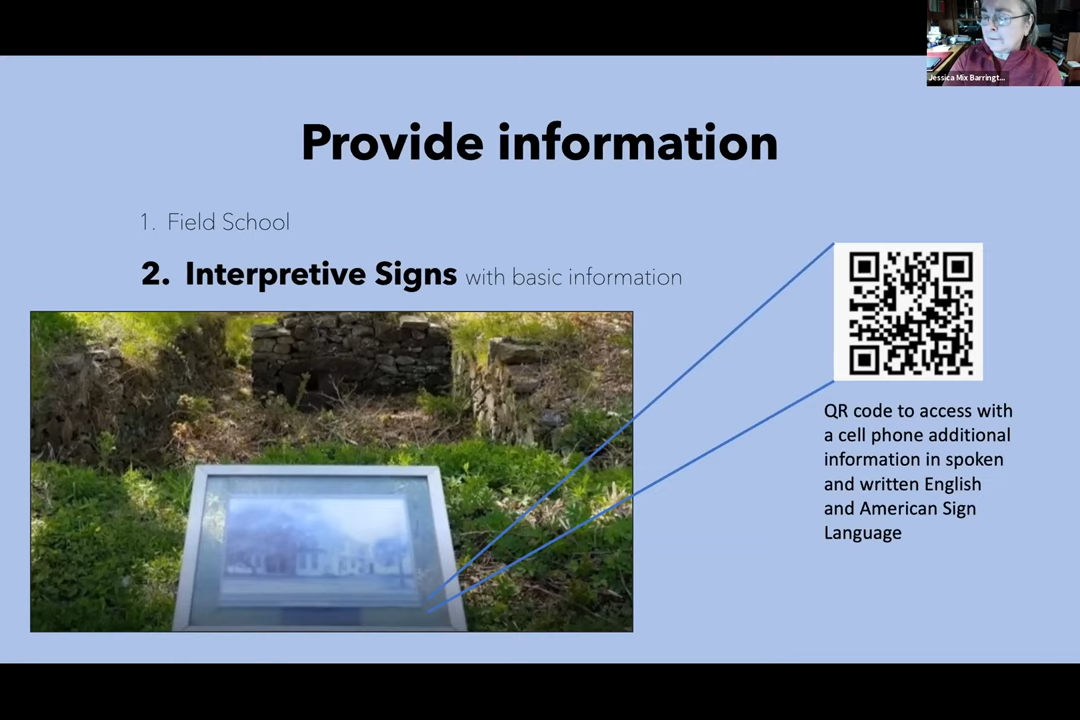 Jessica Mix Barringt...
Provide information
1. Field School
2. Interpretive Signs with basic information
QR code to access with
a cell phone additional
information in spoken
and written English
and American Sign
Language